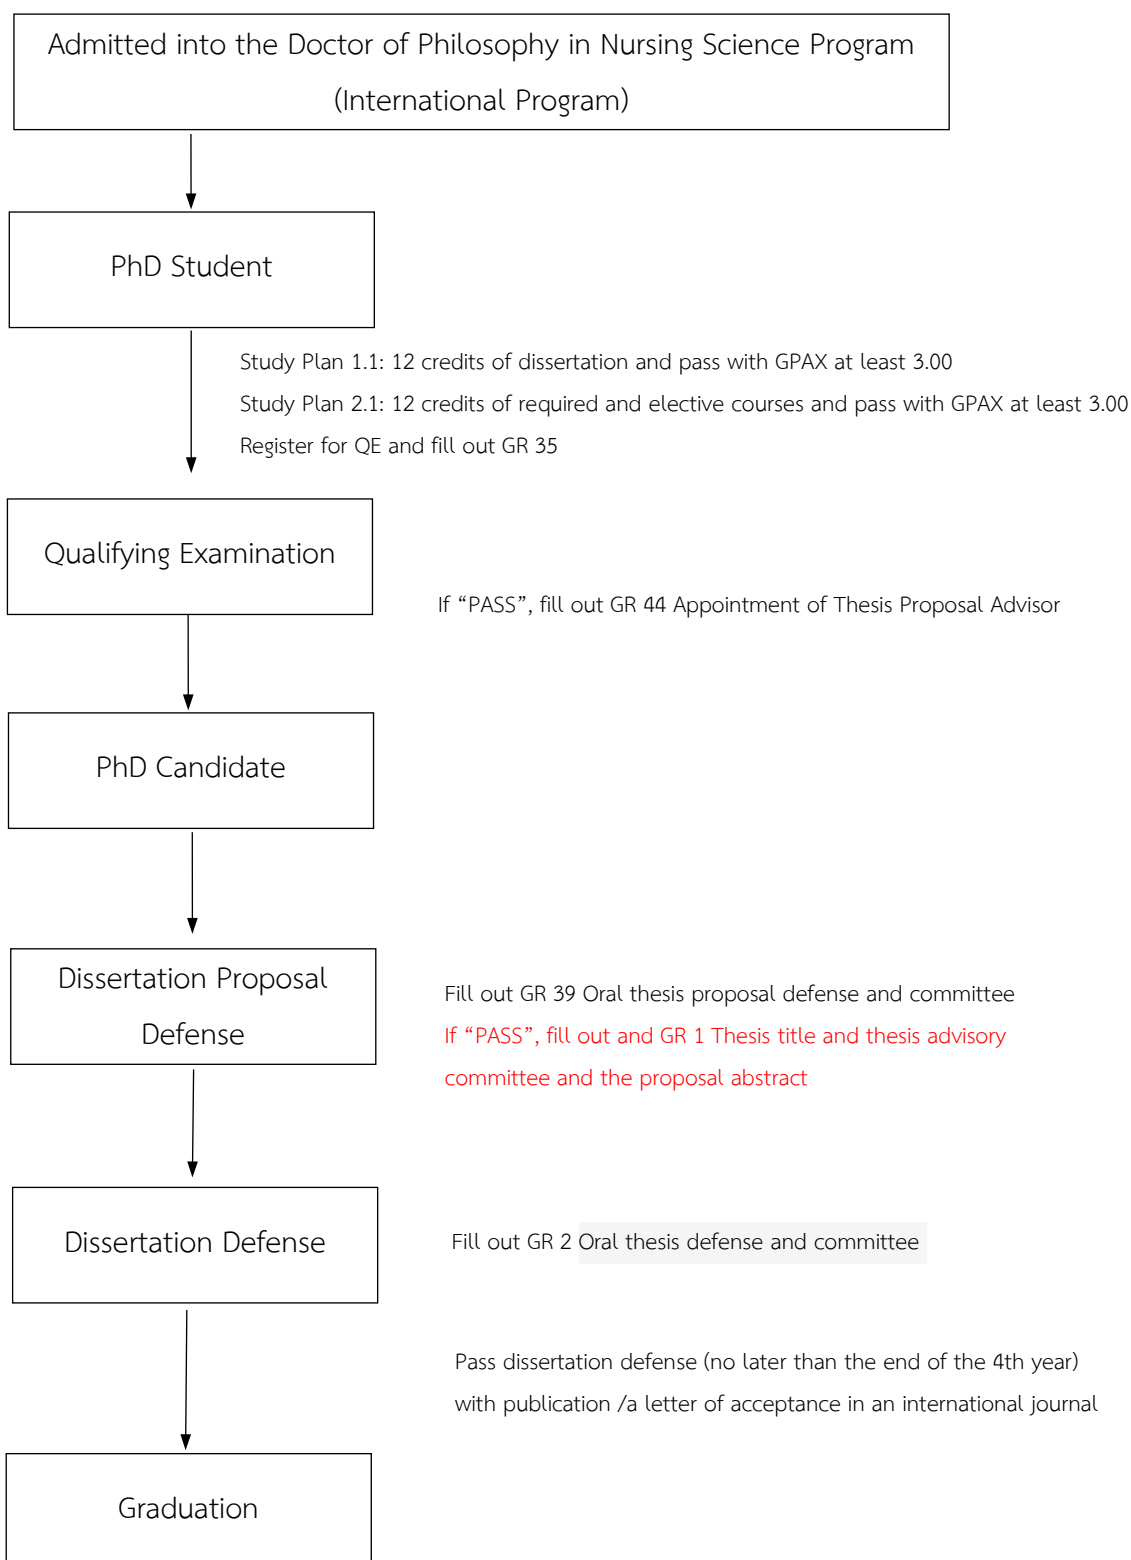 Admitted into the Doctor of Philosophy in Nursing Science Program
(International Program)
PhD Student
Study Plan 1.1: 12 credits of dissertation and pass with GPAX at least 3.00
Study Plan 2.1: 12 credits of required and elective courses and pass with GPAX at least 3.00
Register for QE and fill out GR 35
Qualifying Examination
If “PASS”, fill out GR 44 Appointment of Thesis Proposal Advisor
PhD Candidate
Dissertation Proposal
Defense
Fill out GR 39 Oral thesis proposal defense and committee
If “PASS”, fill out and GR 1 Thesis title and thesis advisory
committee and the proposal abstract
Dissertation Defense
Fill out GR 2 Oral thesis defense and committee
Pass dissertation defense (no later than the end of the 4th year)
with publication /a letter of acceptance in an international journal
Graduation